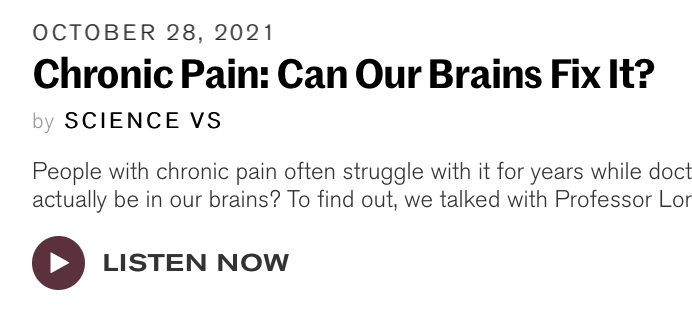 OCTOBER 28, 2021
Chronic Pain: Can Our Brains Fix It?
by SCIENCE VS
People with chronic pain often struggle with it for years while doct
actually be in our brains? To find out, we talked with Professor Lor
LISTEN NOW